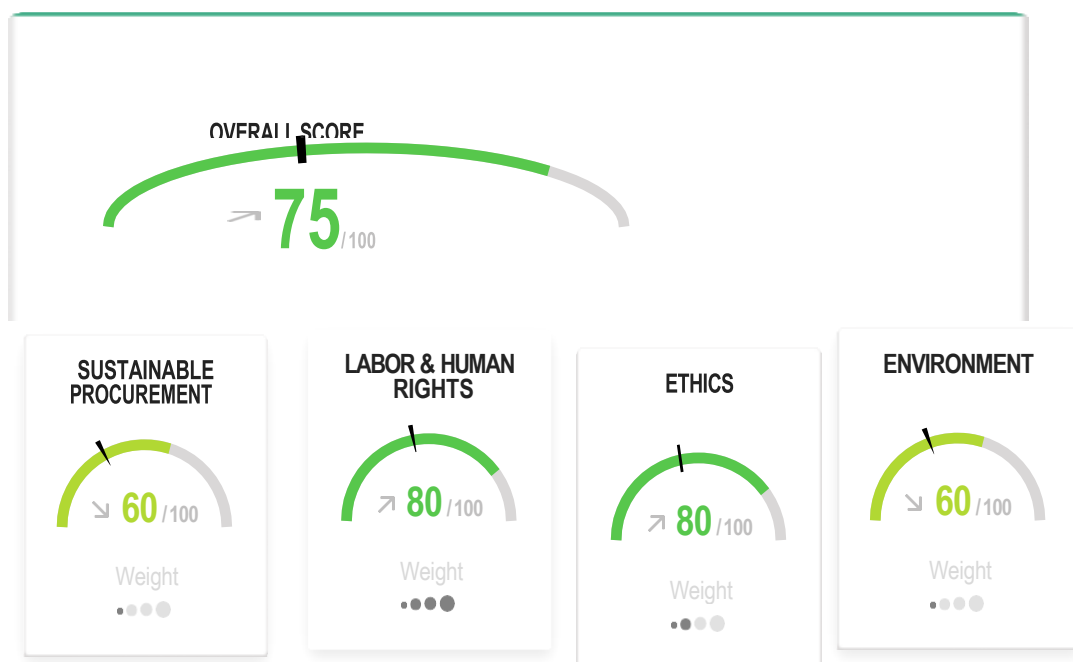 OVERALL SCORE
75/100
SUSTAINABLE
PROCUREMENT
60/100
Weight
LABOR & HUMAN
RIGHTS
80/100
Weight
ETHICS
80/100
Weight
ENVIRONMENT
60/100
Weight